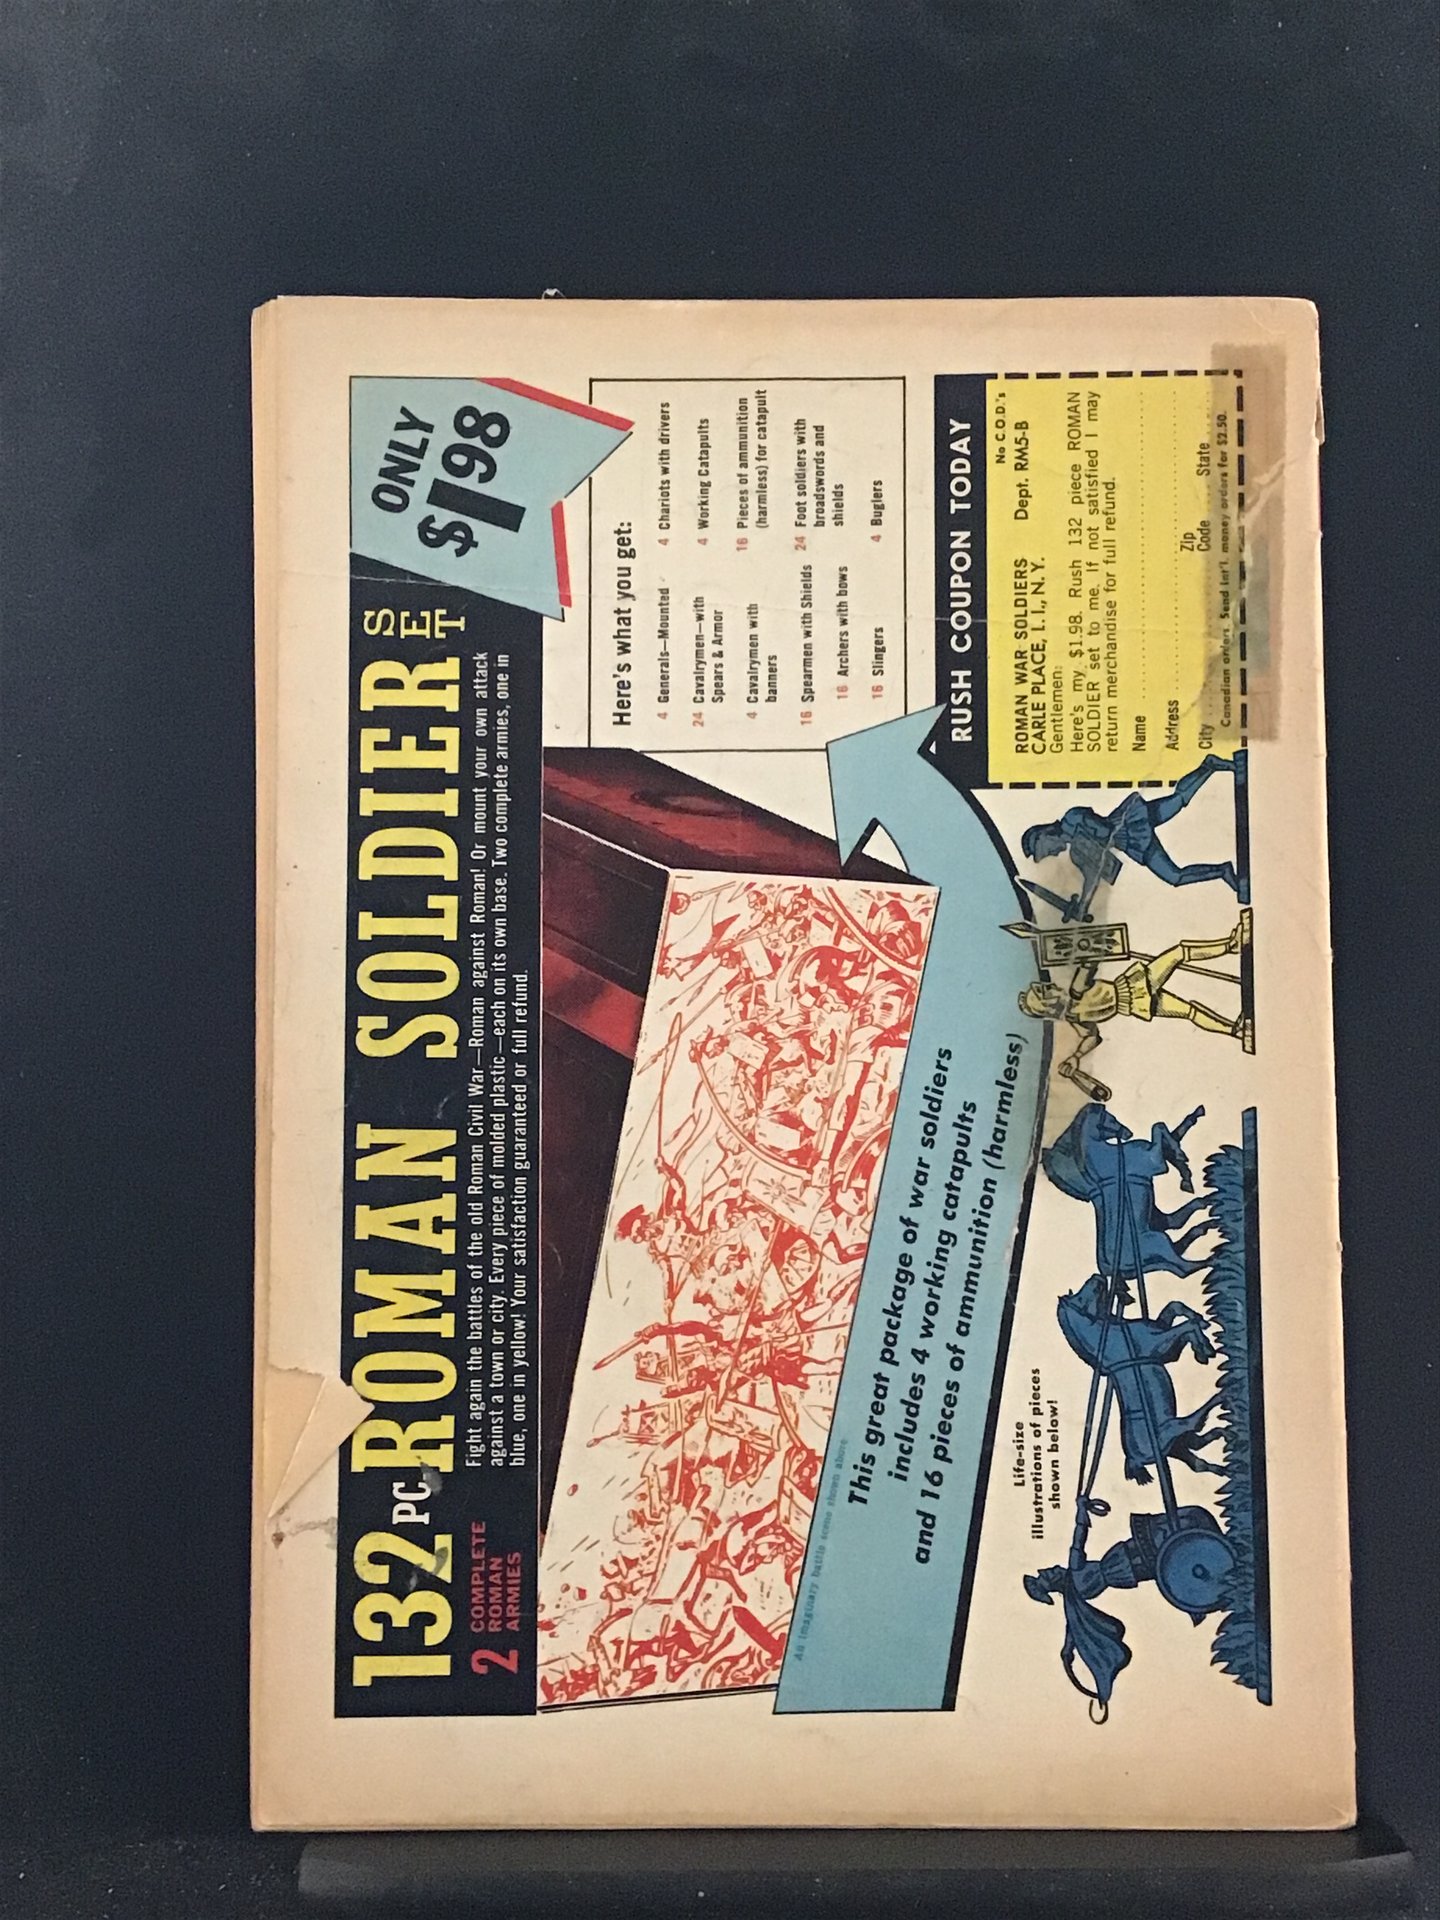 132 PC ROMAN SOLDIER SET
ONLY
$1.98
2 COMPLETE
ROMAN
ARMIES
Fight again the battles of the old Roman Civil War—Roman against Roman! Or mount your own attack
against a town or city. Every piece of molded plastic—each on its own base. Two complete armies, one in
blue, one in yellow! Your satisfaction guaranteed or full refund.
Here's what you get:
4 Generals—Mounted
24 Cavalrymen—with
Spears & Armor
4 Cavalrymen with
banners
16 Spearmen with Shields
16 Archers with bows
16 Slingers
4 Chariots with drivers
4 Working Catapults
16 Pieces of ammunition
(harmless) for catapult
24 Foot soldiers with
broadswords and
shields
4 Buglers
An imaginary battle scene shown above
This great package of war soldiers
includes 4 working catapults
and 16 pieces of ammunition (harmless)
Life-size
illustrations of pieces
shown below!
RUSH COUPON TODAY
No C.O.D.'s
ROMAN WAR SOLDIERS Dept. RM5-B
CARLE PLACE, L. I., N. Y.
Gentlemen:
Here's my $1.98. Rush 132 piece ROMAN
SOLDIER set to me. If not satisfied I may
return merchandise for full refund.
Name
Address
City Zip Code State
Canadian orders. Send Int'l. money orders for $2.50.